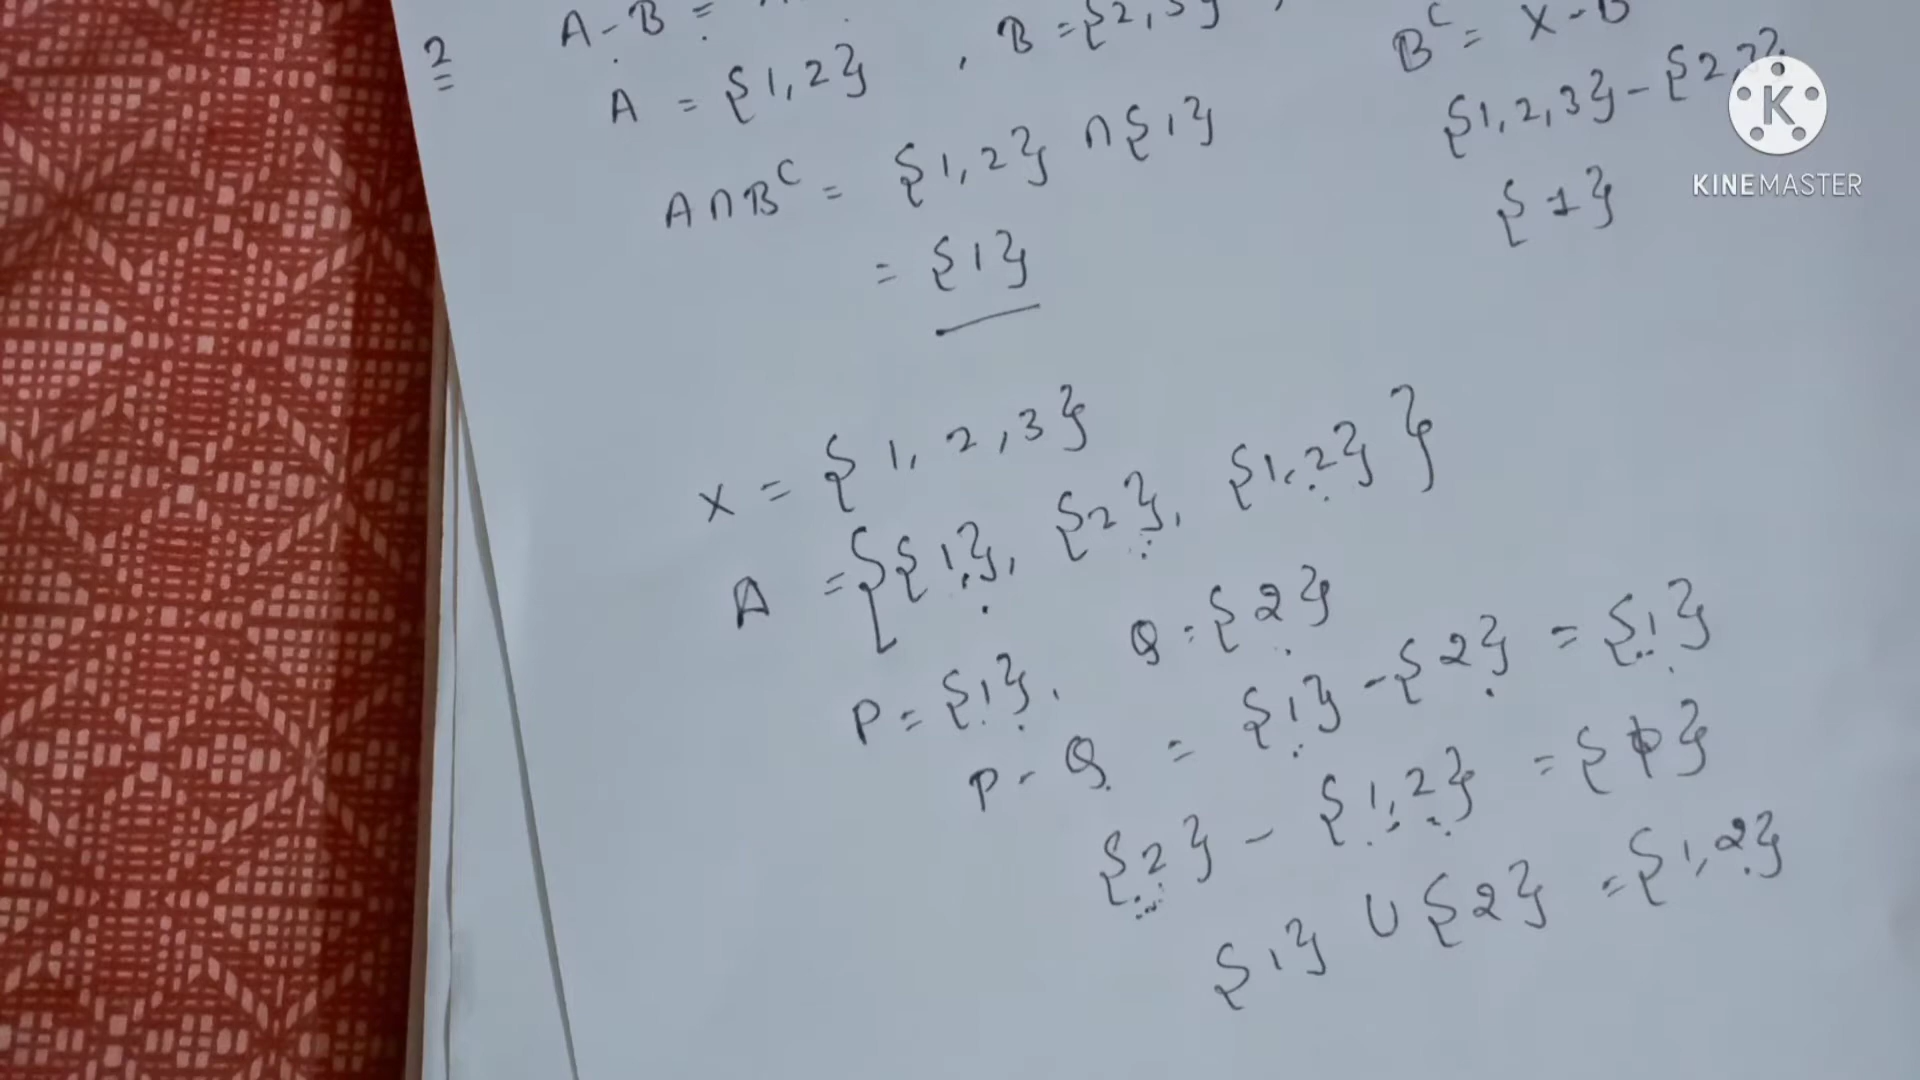 2 A - B =
A = {1,2} , B = {2,3}
B^c = X - B
{1,2,3} - {2,3}
{1}
A∩B^c = {1,2} ∩ {1}
= {1}
X = {1, 2, 3}
A = {{1}, {2}, {1,2}}
P = {1}, Q = {2}
P - Q = {1} - {2} = {1}
{2} - {1,2} = {ϕ}
{1} ∪ {2} = {1,2}
KINEMASTER